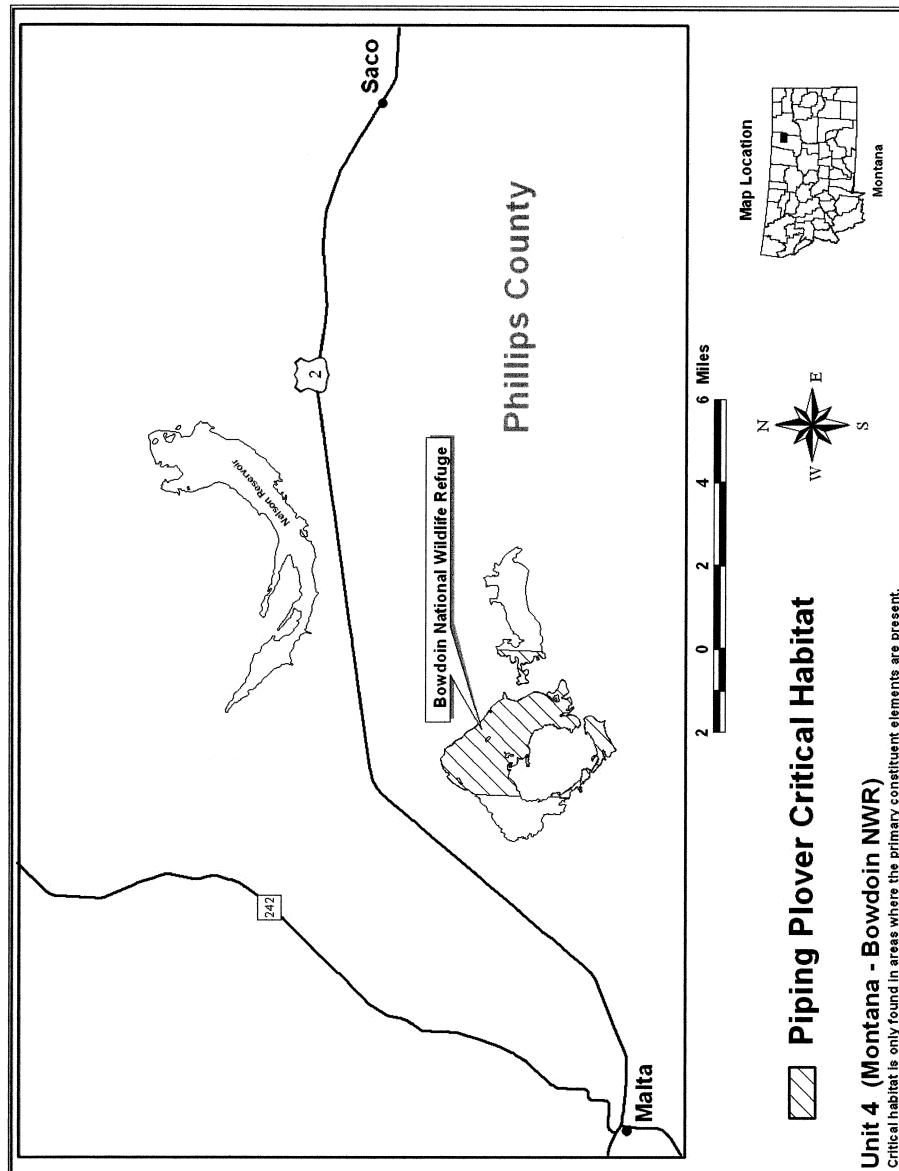 Saco
2
Nelson Reservoir
242
Phillips County
Bowdoin National Wildlife Refuge
Malta
2 0 2 4 6 Miles
Map Location
Montana
N
W E
S
Piping Plover Critical Habitat
Unit 4 (Montana - Bowdoin NWR)
Critical habitat is only found in areas where the primary constituent elements are present.